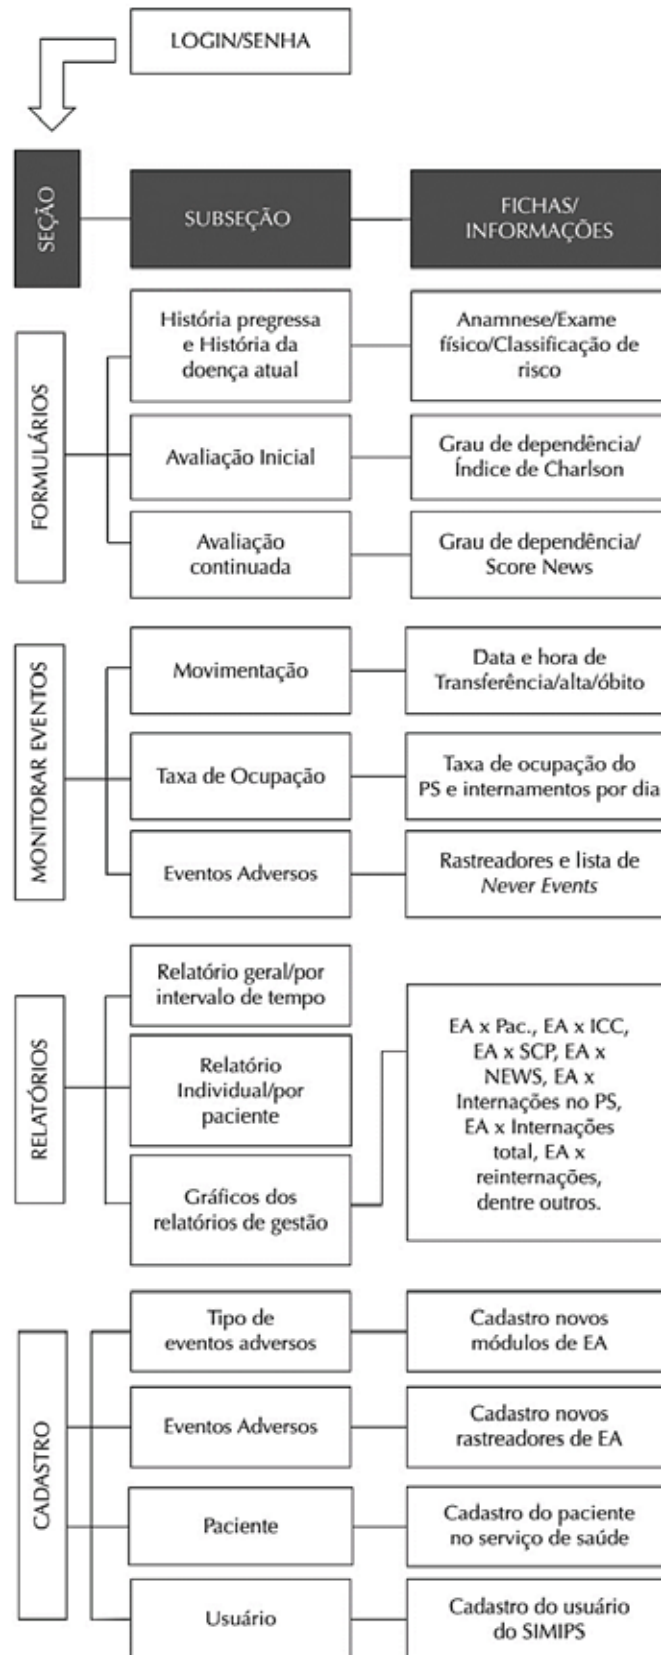 LOGIN/SENHA
SEÇÃO
SUBSEÇÃO
FICHAS/
INFORMAÇÕES
FORMULÁRIOS
História pregressa
e História da
doença atual
Anamnese/Exame
físico/Classificação de
risco
Avaliação Inicial
Grau de dependência/
Índice de Charlson
Avaliação
continuada
Grau de dependência/
Score News
MONITORAR EVENTOS
Movimentação
Data e hora de
Transferência/alta/óbito
Taxa de Ocupação
Taxa de ocupação do
PS e internamentos por dia
Eventos Adversos
Rastreadores e lista de
Never Events
RELATÓRIOS
Relatório geral/por
intervalo de tempo
Relatório
Individual/por
paciente
Gráficos dos
relatórios de gestão
EA x Pac., EA x ICC,
EA x SCP, EA x
NEWS, EA x
Internações no PS,
EA x Internações
total, EA x
reinternações,
dentre outros.
CADASTRO
Tipo de
eventos adversos
Cadastro novos
módulos de EA
Eventos Adversos
Cadastro novos
rastreadores de EA
Paciente
Cadastro do paciente
no serviço de saúde
Usuário
Cadastro do usuário
do SIMIPS